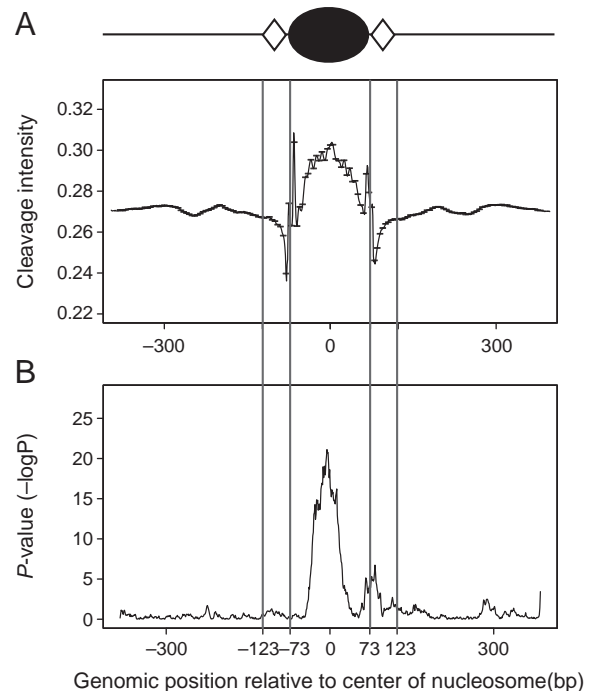 A
Cleavage intensity
0.32
0.30
0.28
0.26
0.24
0.22
–300 0 300
B
P-value (–logP)
25
20
15
10
5
0
–300 –123 –73 0 73 123 300
Genomic position relative to center of nucleosome(bp)